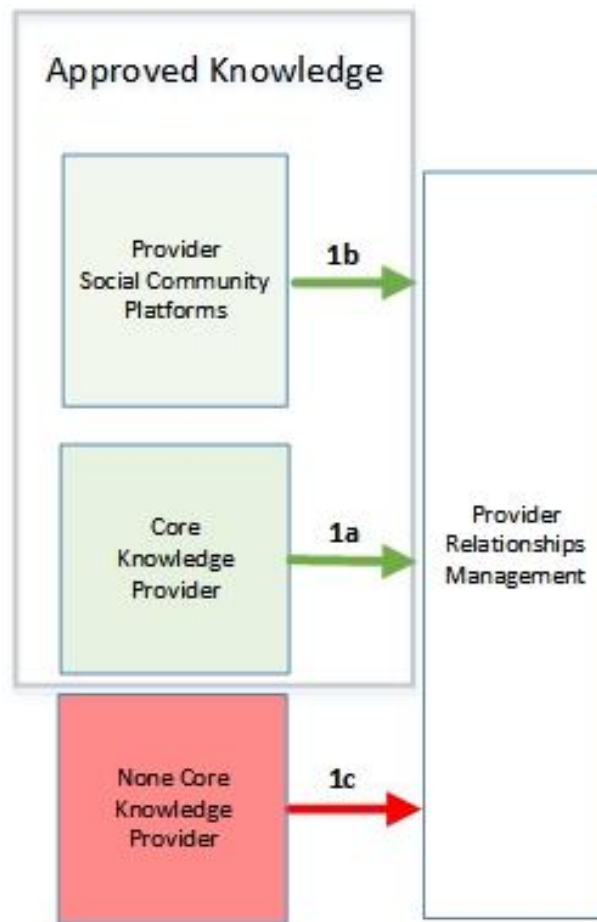 Approved Knowledge
Provider
Social Community
Platforms
1b
Core
Knowledge
Provider
1a
Provider
Relationships
Management
None Core
Knowledge
Provider
1c